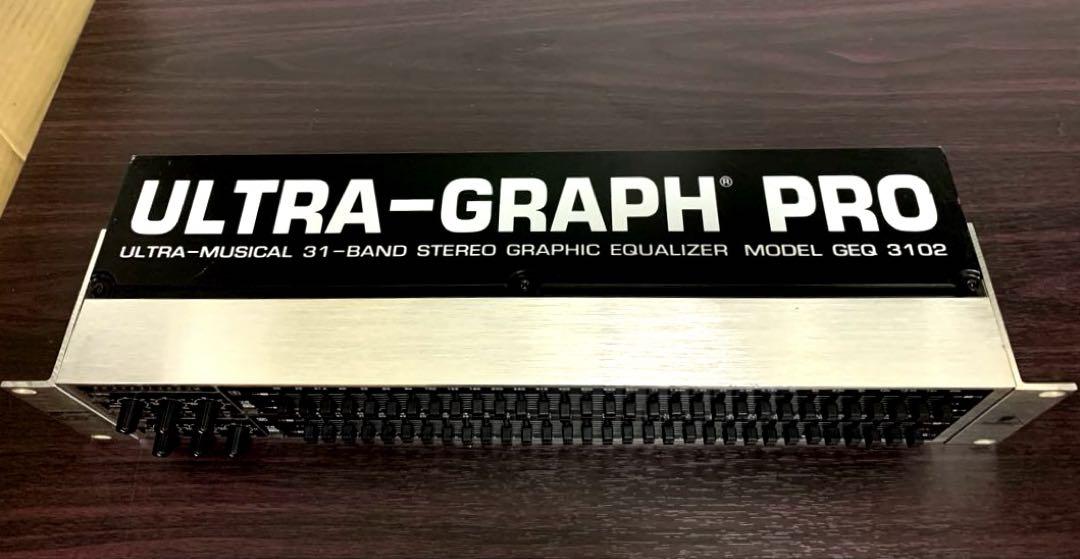 ULTRA-GRAPH® PRO
ULTRA-MUSICAL 31-BAND STEREO GRAPHIC EQUALIZER MODEL GEQ 3102